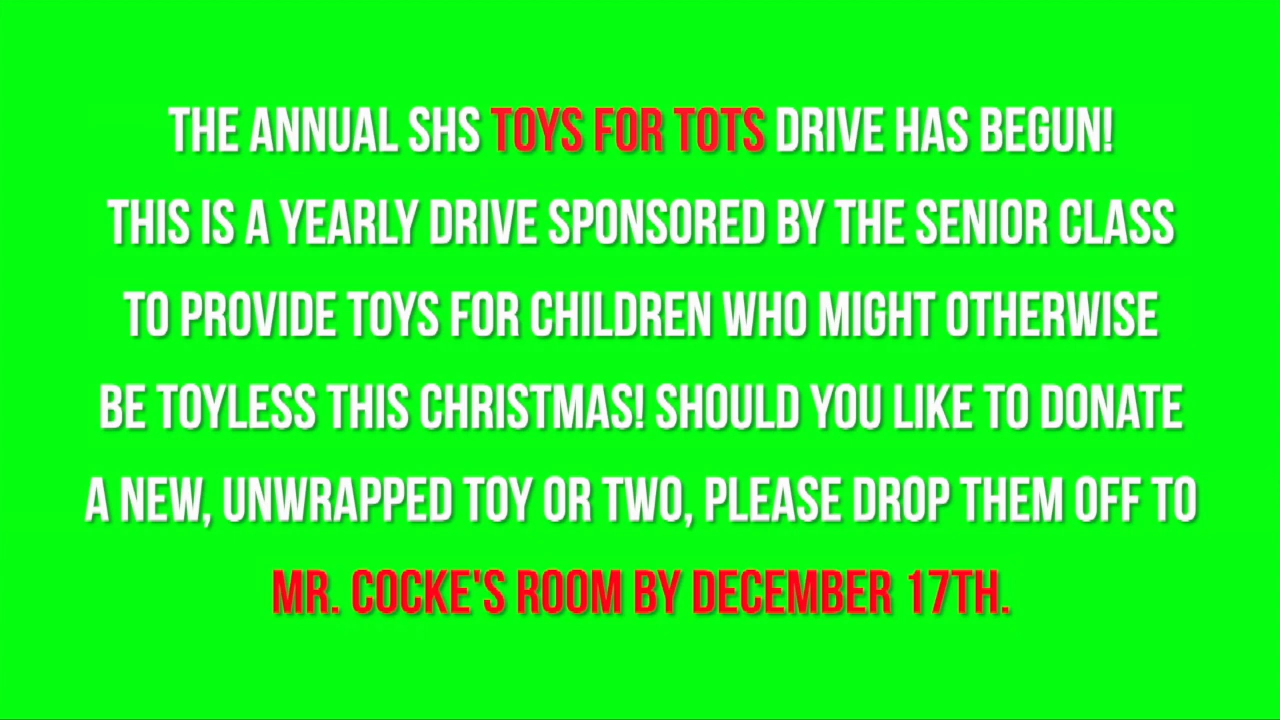 THE ANNUAL SHS TOYS FOR TOTS DRIVE HAS BEGUN!
THIS IS A YEARLY DRIVE SPONSORED BY THE SENIOR CLASS
TO PROVIDE TOYS FOR CHILDREN WHO MIGHT OTHERWISE
BE TOYLESS THIS CHRISTMAS! SHOULD YOU LIKE TO DONATE
A NEW, UNWRAPPED TOY OR TWO, PLEASE DROP THEM OFF TO
MR. COCKE'S ROOM BY DECEMBER 17TH.